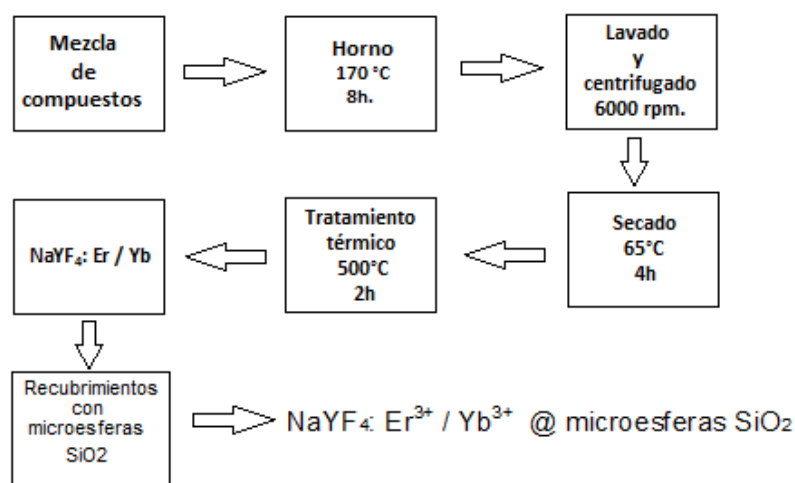 Mezcla
de
compuestos
Horno
170 °C
8h.
Lavado
y
centrifugado
6000 rpm.
Secado
65°C
4h
Tratamiento
térmico
500°C
2h
NaYF₄: Er / Yb
Recubrimientos
con
microesferas
SiO2
NaYF₄: Er³⁺ / Yb³⁺ @ microesferas SiO₂